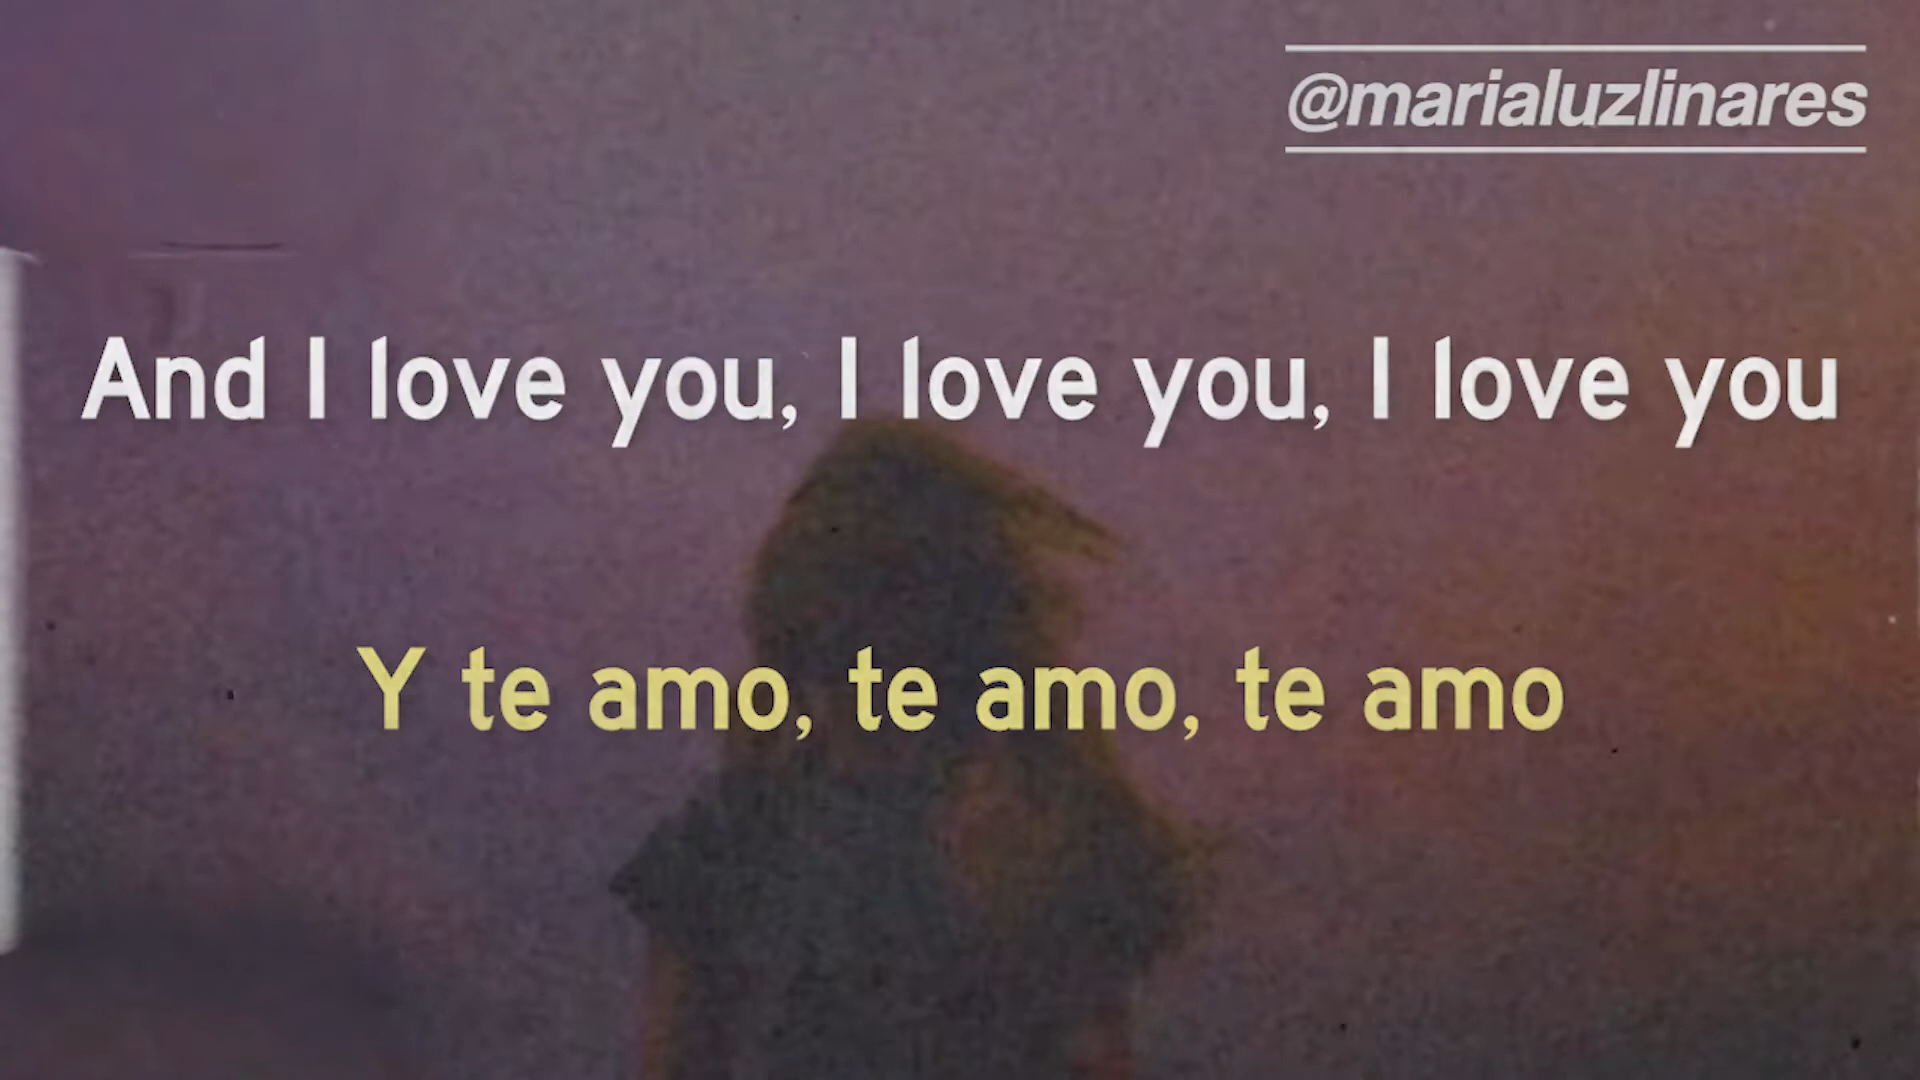 @marialuzlinares
And I love you, I love you, I love you
Y te amo, te amo, te amo